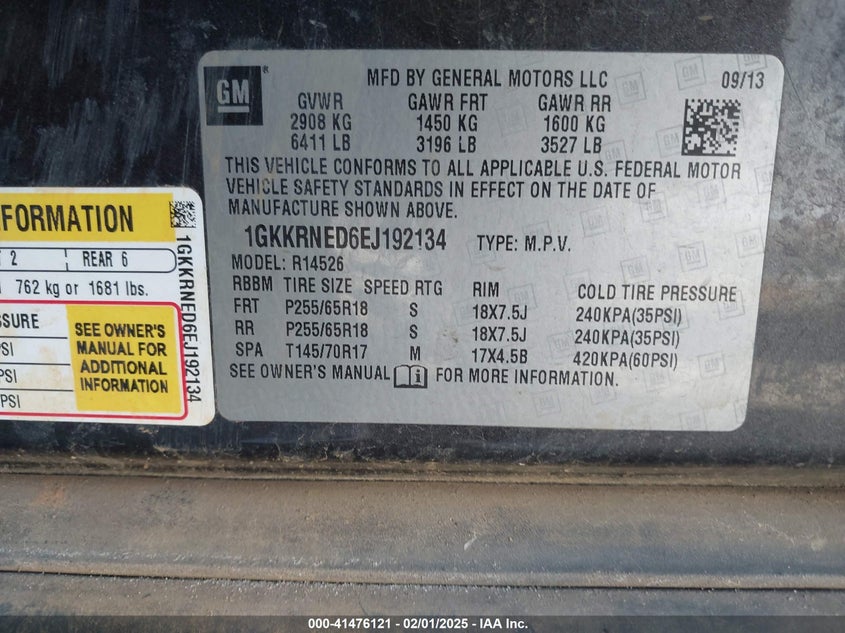 GM ®
MFD BY GENERAL MOTORS LLC 09/13
GVWR GAWR FRT GAWR RR
2908 KG 1450 KG 1600 KG
6411 LB 3196 LB 3527 LB
THIS VEHICLE CONFORMS TO ALL APPLICABLE U.S. FEDERAL MOTOR
VEHICLE SAFETY STANDARDS IN EFFECT ON THE DATE OF
MANUFACTURE SHOWN ABOVE.
1GKKRNED6EJ192134 TYPE: M.P.V.
MODEL: R14526
RBBM TIRE SIZE SPEED RTG RIM COLD TIRE PRESSURE
FRT P255/65R18 S 18X7.5J 240KPA(35PSI)
RR P255/65R18 S 18X7.5J 240KPA(35PSI)
SPA T145/70R17 M 17X4.5B 420KPA(60PSI)
SEE OWNER'S MANUAL i FOR MORE INFORMATION.
FORMATION
2 REAR 6
762 kg or 1681 lbs.
SSURE
PSI
PSI
PSI
SEE OWNER'S
MANUAL FOR
ADDITIONAL
INFORMATION
1GKKRNED6EJ192134
000-41476121 - 02/01/2025 - IAA Inc.